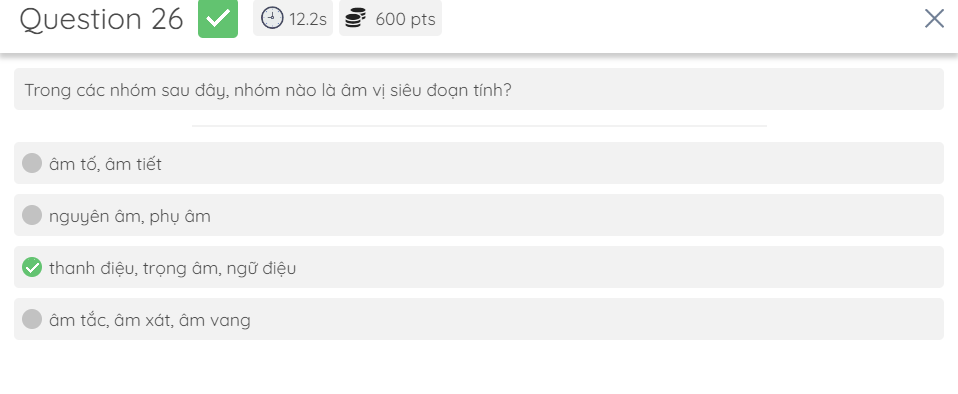 Question 26 12.2s 600 pts
Trong các nhóm sau đây, nhóm nào là âm vị siêu đoạn tính?
âm tố, âm tiết
nguyên âm, phụ âm
thanh điệu, trọng âm, ngữ điệu
âm tắc, âm xát, âm vang